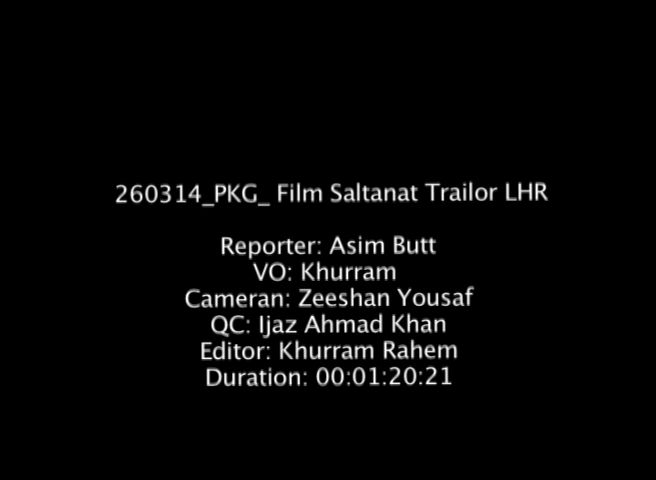 260314_PKG_ Film Saltanat Trailor LHR
Reporter: Asim Butt
VO: Khurram
Cameran: Zeeshan Yousaf
QC: Ijaz Ahmad Khan
Editor: Khurram Rahem
Duration: 00:01:20:21